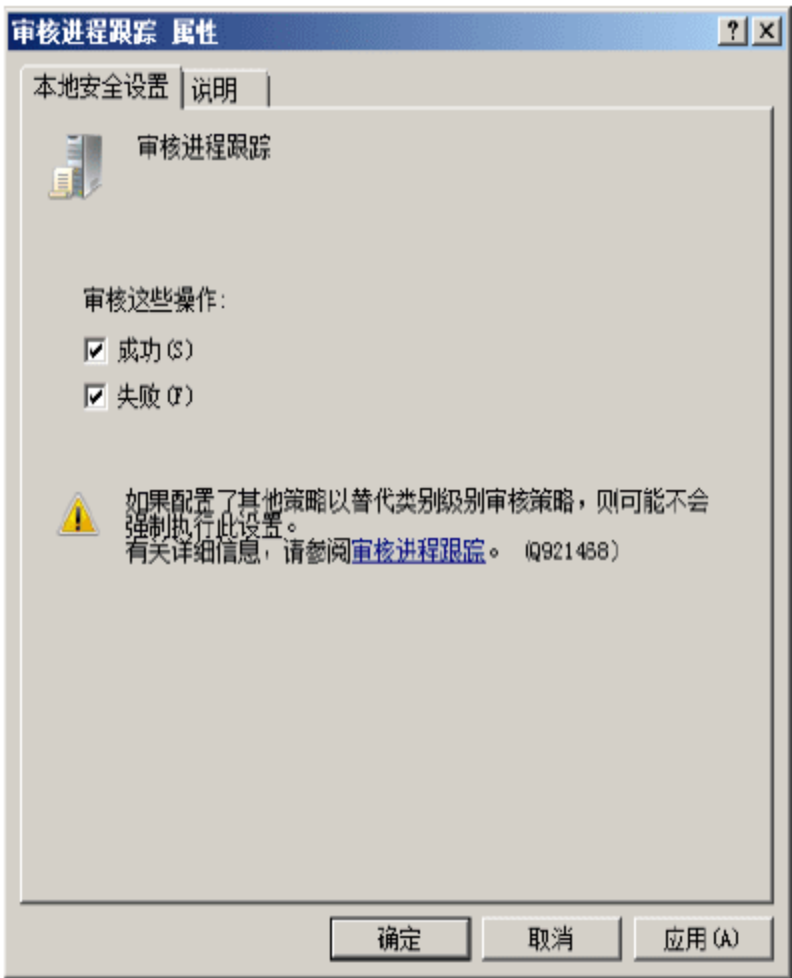 审核进程跟踪 属性
本地安全设置
说明
审核进程跟踪
审核这些操作:
成功(S)
失败(F)
如果配置了其他策略以替代类别级别审核策略，则可能不会
强制执行此设置。
有关详细信息，请参阅审核进程跟踪。 (Q921468)
确定
取消
应用(A)